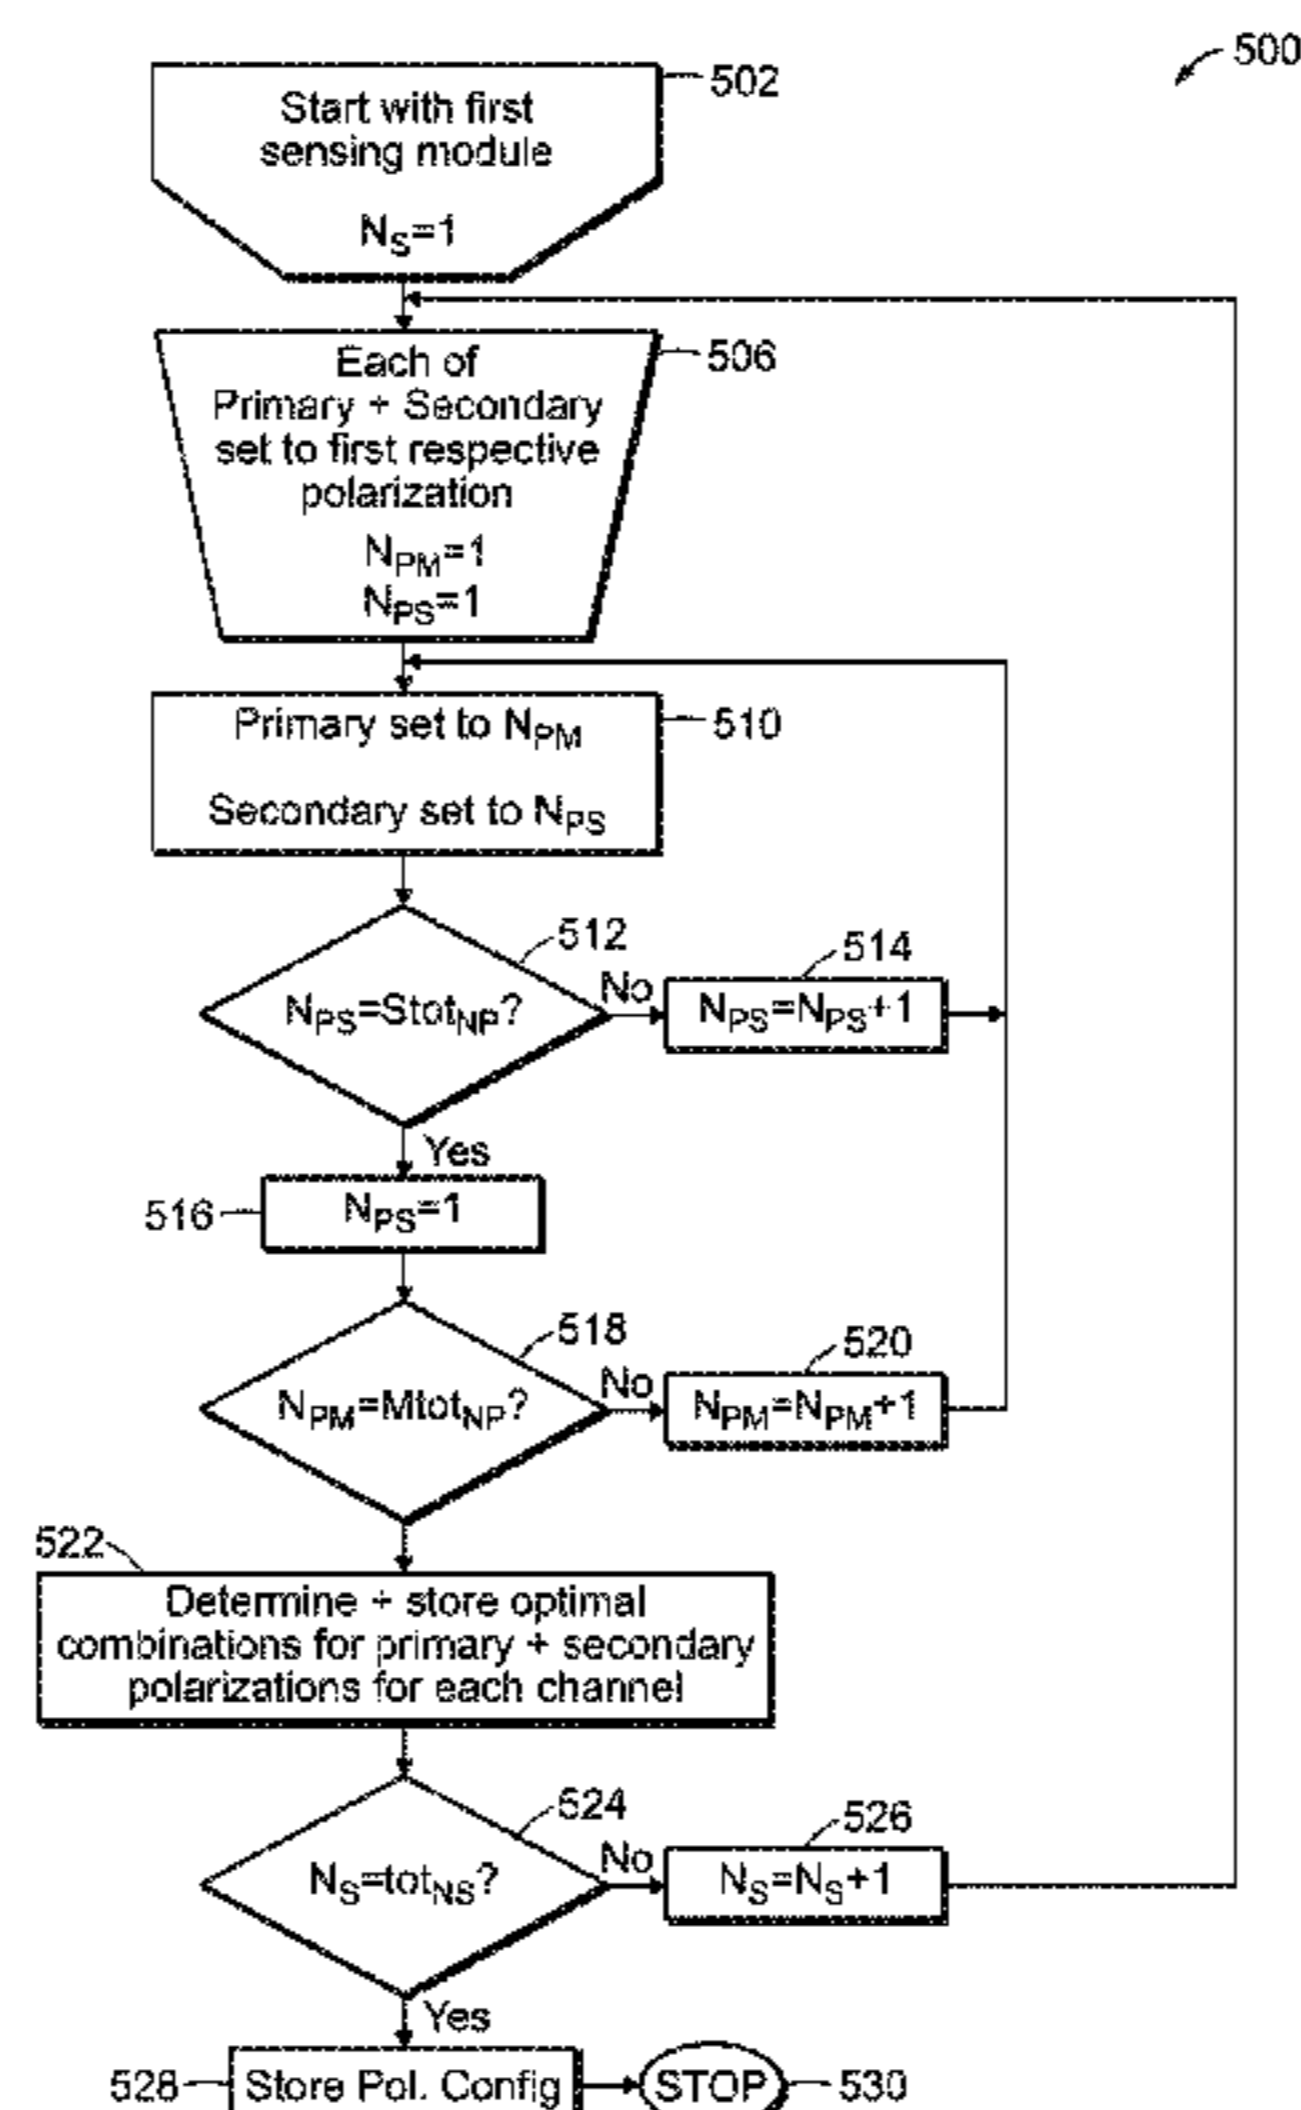 500
502
Start with first
sensing module
N_S=1
506
Each of
Primary + Secondary
set to first respective
polarization
N_PM=1
N_PS=1
510
Primary set to N_PM
Secondary set to N_PS
512
N_PS=Stot_NP?
No
514
N_PS=N_PS+1
Yes
516
N_PS=1
518
N_PM=Mtot_NP?
No
520
N_PM=N_PM+1
522
Determine + store optimal
combinations for primary + secondary
polarizations for each channel
524
N_S=tot_NS?
No
526
N_S=N_S+1
Yes
528
Store Pol. Config
STOP
530